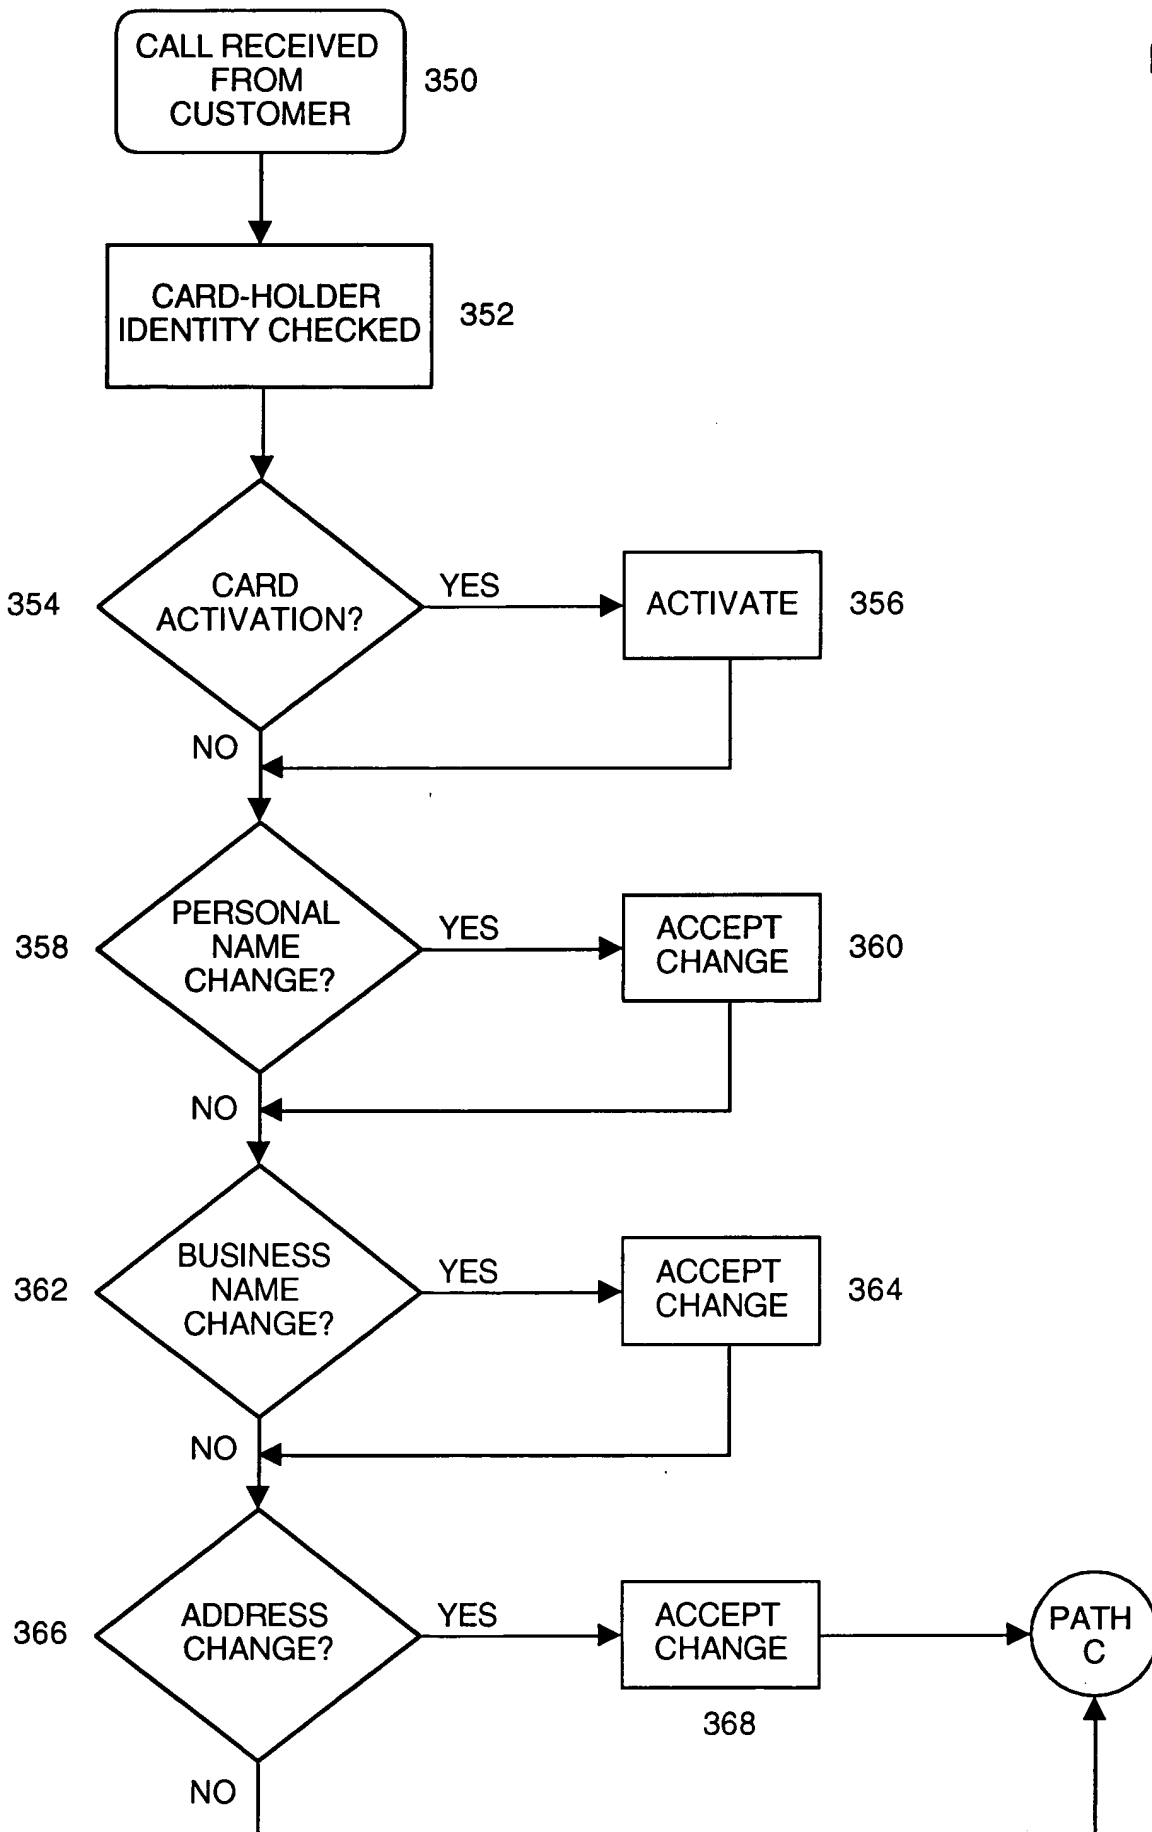 CALL RECEIVED
FROM
CUSTOMER
350
CARD-HOLDER
IDENTITY CHECKED
352
354
CARD
ACTIVATION?
YES
ACTIVATE
356
NO
358
PERSONAL
NAME
CHANGE?
YES
ACCEPT
CHANGE
360
NO
362
BUSINESS
NAME
CHANGE?
YES
ACCEPT
CHANGE
364
NO
366
ADDRESS
CHANGE?
YES
ACCEPT
CHANGE
368
PATH
C
NO